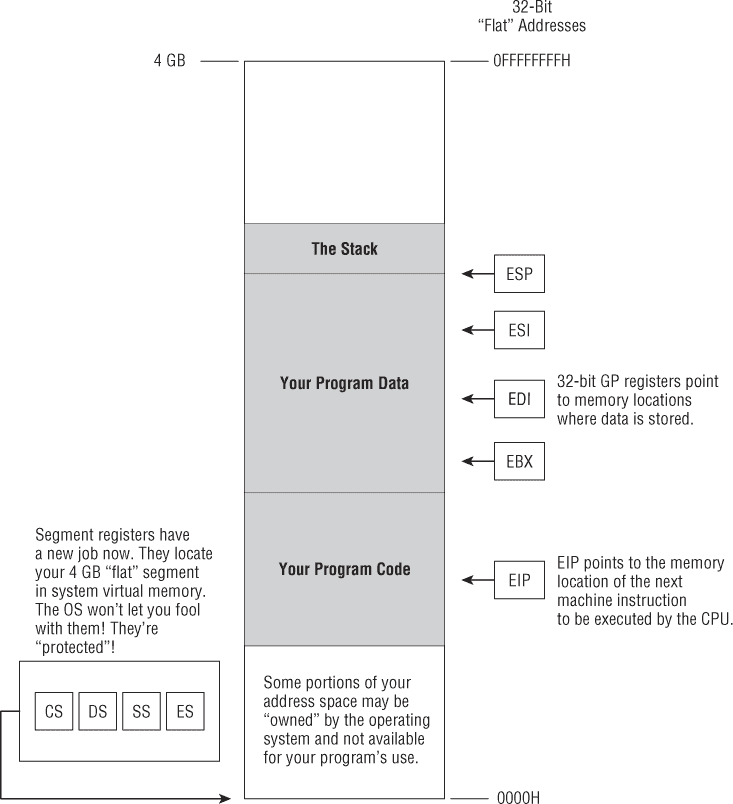 32-Bit
“Flat” Addresses
4 GB
0FFFFFFFFH
The Stack
ESP
ESI
Your Program Data
EDI
32-bit GP registers point
to memory locations
where data is stored.
EBX
Segment registers have
a new job now. They locate
your 4 GB “flat” segment
in system virtual memory.
The OS won’t let you fool
with them! They’re
“protected”!
Your Program Code
EIP
EIP points to the memory
location of the next
machine instruction
to be executed by the CPU.
CS DS SS ES
Some portions of your
address space may be
“owned” by the operating
system and not available
for your program’s use.
0000H